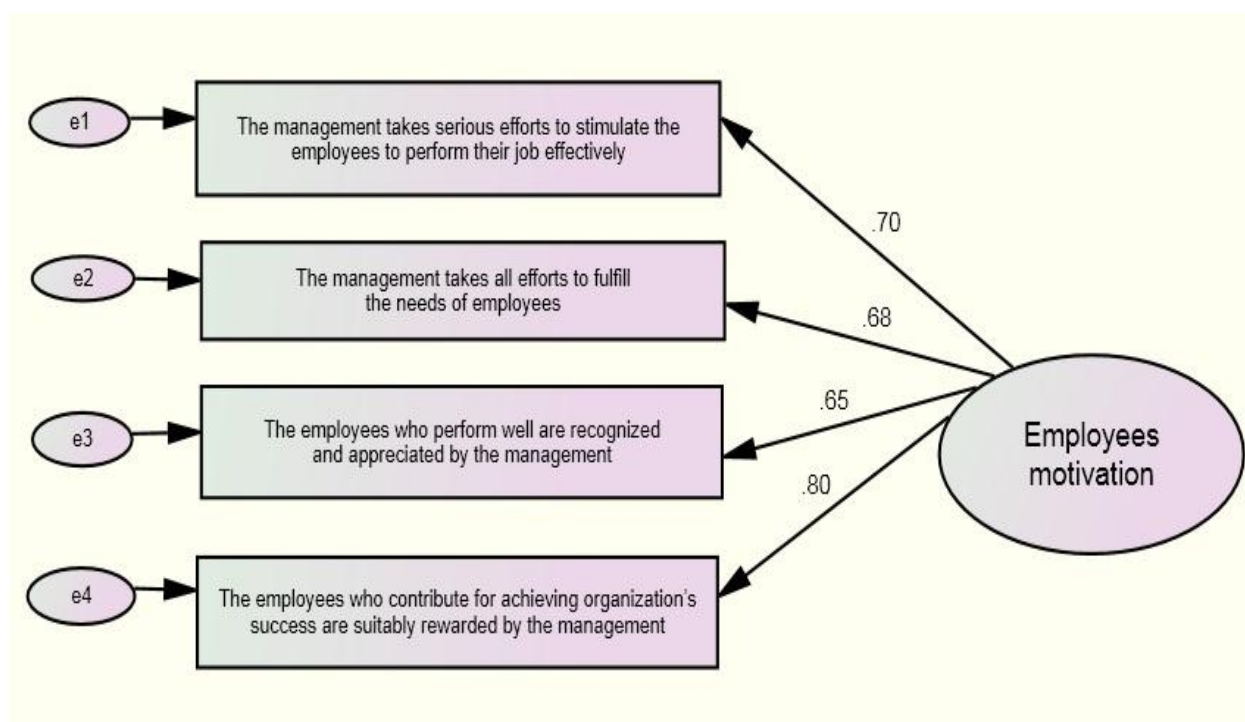 e1
The management takes serious efforts to stimulate the
employees to perform their job effectively
.70
e2
The management takes all efforts to fulfill
the needs of employees
.68
e3
The employees who perform well are recognized
and appreciated by the management
.65
Employees
motivation
.80
e4
The employees who contribute for achieving organization's
success are suitably rewarded by the management